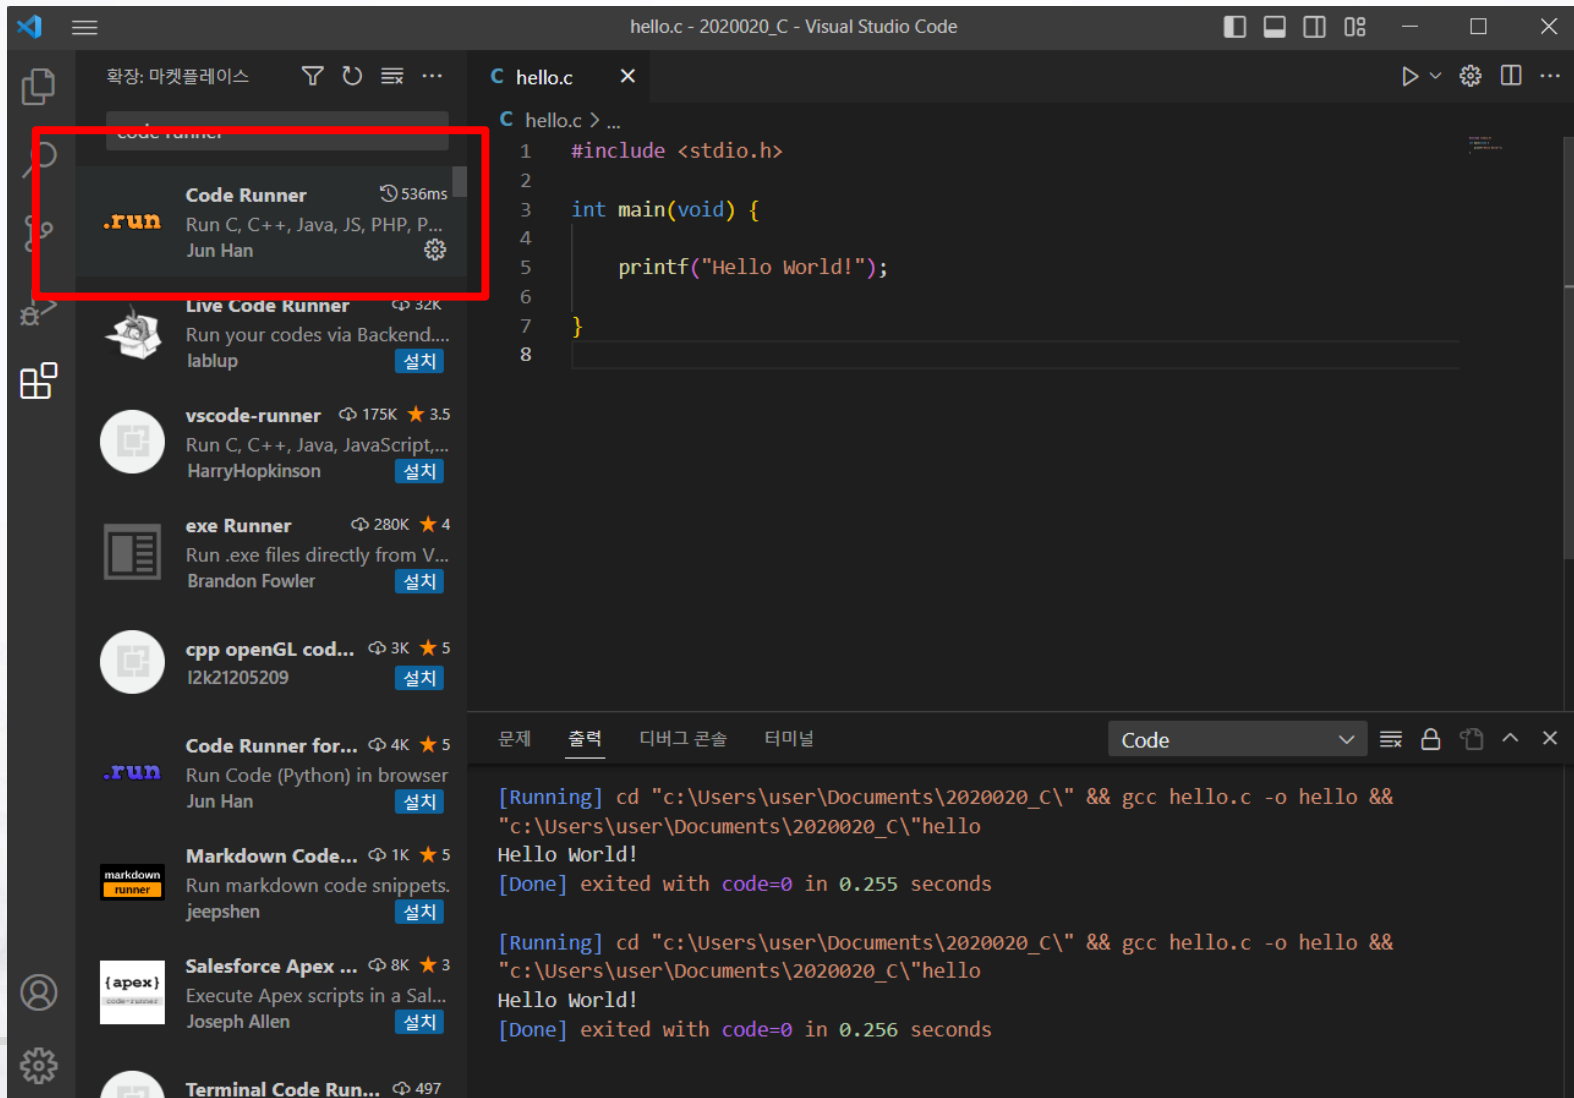 hello.c - 2020020_C - Visual Studio Code
확장: 마켓플레이스
code runner
.run
Code Runner 536ms
Run C, C++, Java, JS, PHP, P...
Jun Han
Live Code Runner 32K
Run your codes via Backend....
lablup 설치
vscode-runner 175K ★ 3.5
Run C, C++, Java, JavaScript,...
HarryHopkinson 설치
exe Runner 280K ★ 4
Run .exe files directly from V...
Brandon Fowler 설치
cpp openGL cod... 3K ★ 5
l2k21205209 설치
.run
Code Runner for... 4K ★ 5
Run Code (Python) in browser
Jun Han 설치
markdown
runner
Markdown Code... 1K ★ 5
Run markdown code snippets.
jeepshen 설치
{apex}
code-runner
Salesforce Apex ... 8K ★ 3
Execute Apex scripts in a Sal...
Joseph Allen 설치
Terminal Code Run... 497
C hello.c
C hello.c > ...
1 #include <stdio.h>
2
3 int main(void) {
4
5 printf("Hello World!");
6
7 }
8
문제 출력 디버그 콘솔 터미널 Code
[Running] cd "c:\Users\user\Documents\2020020_C\" && gcc hello.c -o hello &&
"c:\Users\user\Documents\2020020_C\"hello
Hello World!
[Done] exited with code=0 in 0.255 seconds
[Running] cd "c:\Users\user\Documents\2020020_C\" && gcc hello.c -o hello &&
"c:\Users\user\Documents\2020020_C\"hello
Hello World!
[Done] exited with code=0 in 0.256 seconds